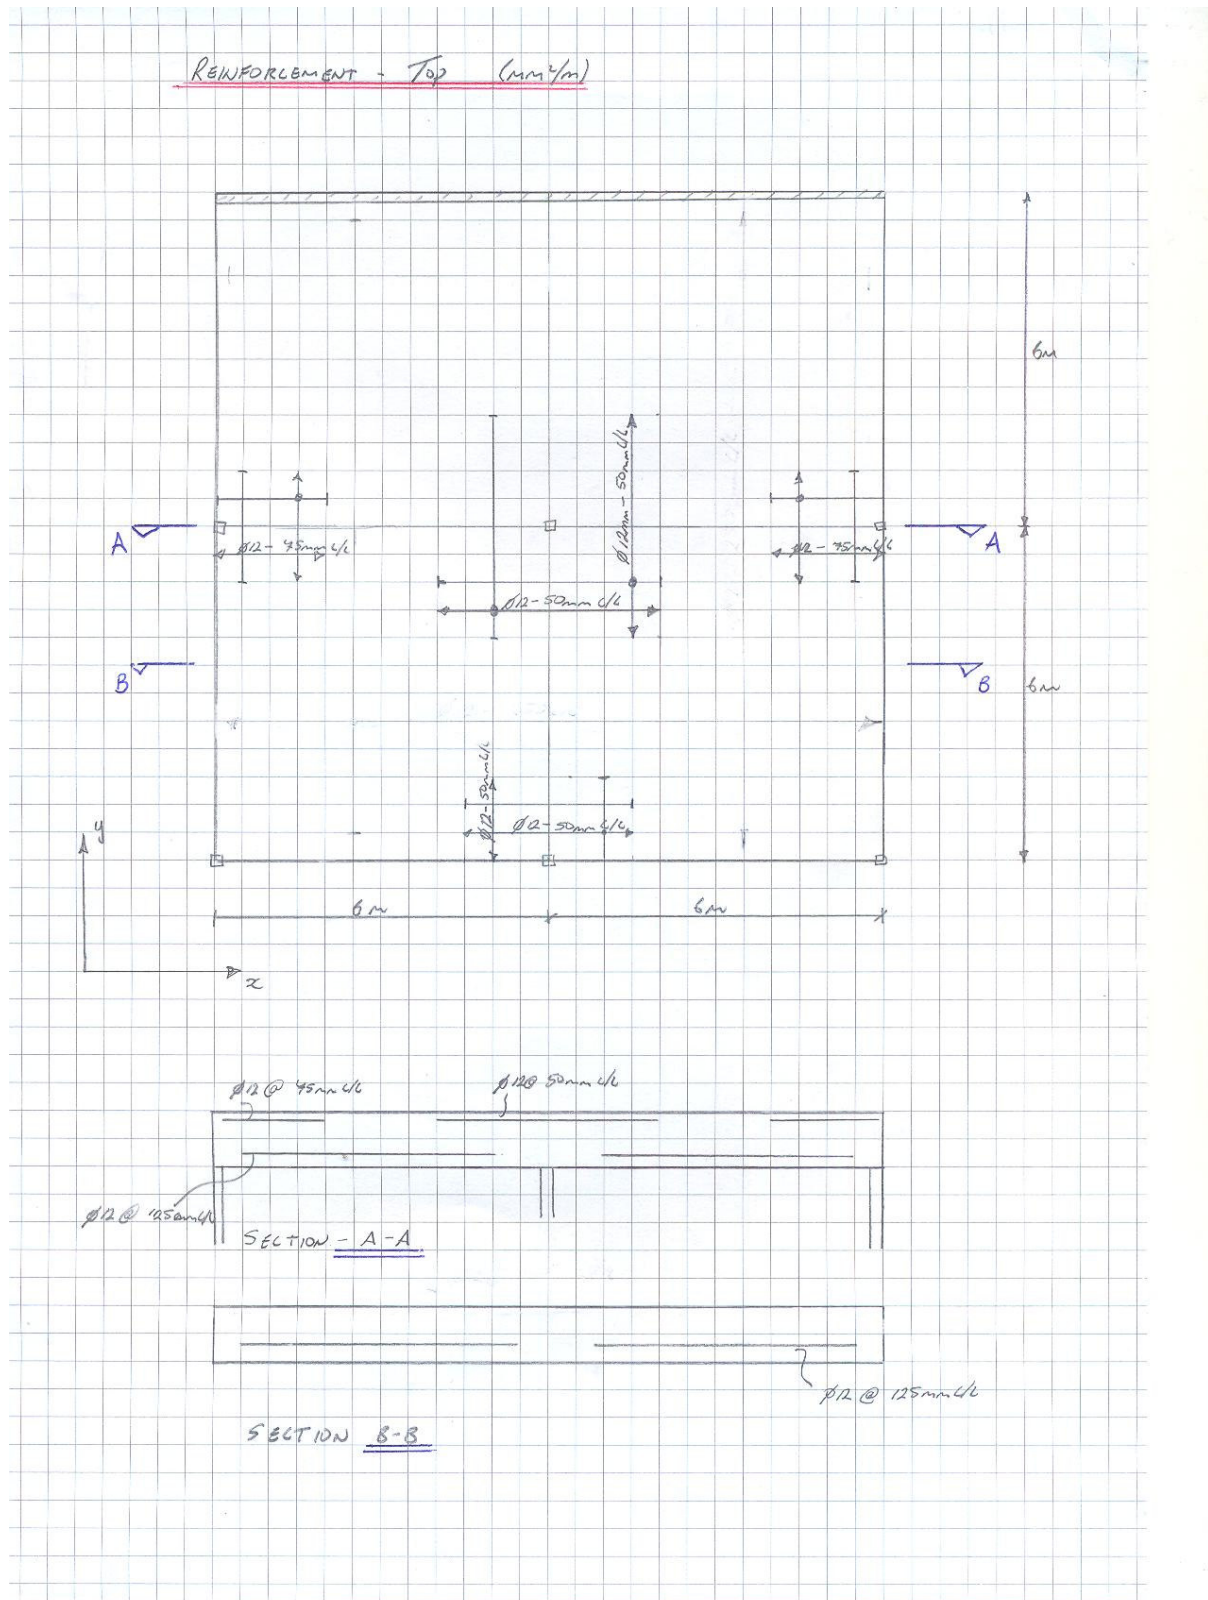 REINFORCEMENT - Top (mm²/m)
6m
Ø12mm - 50mm c/c
A
Ø12 - 75mm c/c
Ø12 - 75mm c/c
A
Ø12 - 50mm c/c
B
B
6m
Ø12 - 50mm c/c
Ø12 - 50mm c/c
y
6m
6m
x
Ø12 @ 75mm c/c
Ø12 @ 50mm c/c
Ø12 @ 125mm c/c
SECTION - A-A
Ø12 @ 125mm c/c
SECTION B-B